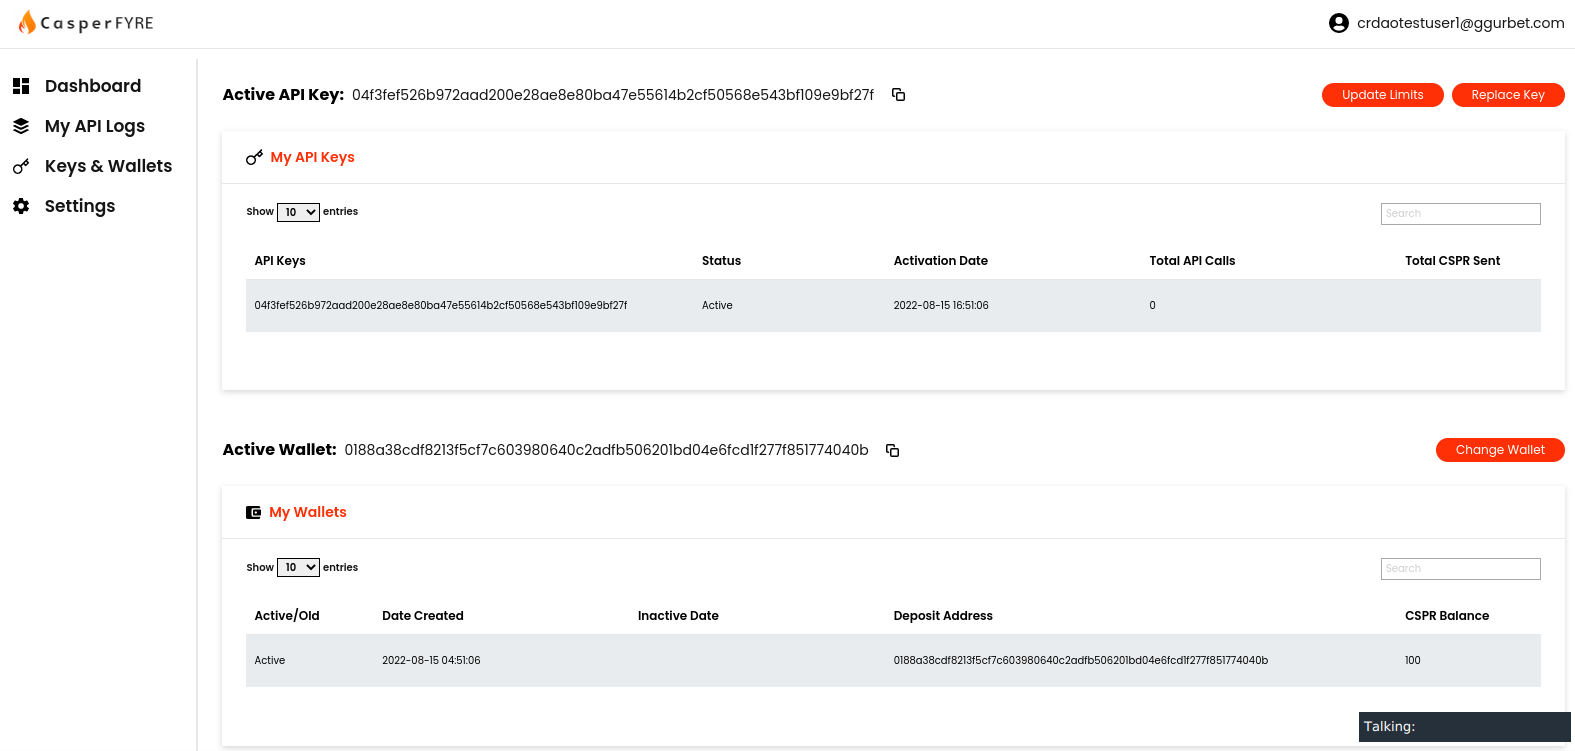 CasperFYRE
crdaotestuser1@ggurbet.com
Dashboard
My API Logs
Keys & Wallets
Settings
Active API Key: 04f3fef526b972aad200e28ae8e80ba47e55614b2cf50568e543bf109e9bf27f
Update Limits
Replace Key
My API Keys
Show 10 entries
Search
API Keys Status Activation Date Total API Calls Total CSPR Sent
04f3fef526b972aad200e28ae8e80ba47e55614b2cf50568e543bf109e9bf27f Active 2022-08-15 16:51:06 0
Active Wallet: 0188a38cdf8213f5cf7c603980640c2adfb506201bd04e6fcd1f277f851774040b
Change Wallet
My Wallets
Show 10 entries
Search
Active/Old Date Created Inactive Date Deposit Address CSPR Balance
Active 2022-08-15 04:51:06 0188a38cdf8213f5cf7c603980640c2adfb506201bd04e6fcd1f277f851774040b 100
Talking: